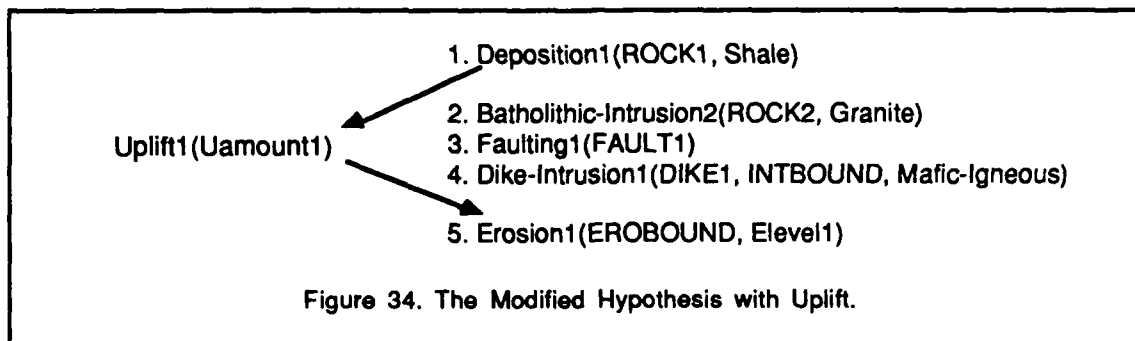 1. Deposition1(ROCK1, Shale)
2. Batholithic-Intrusion2(ROCK2, Granite)
Uplift1(Uamount1)
3. Faulting1(FAULT1)
4. Dike-Intrusion1(DIKE1, INTBOUND, Mafic-Igneous)
5. Erosion1(EROBOUND, Elevel1)
Figure 34. The Modified Hypothesis with Uplift.